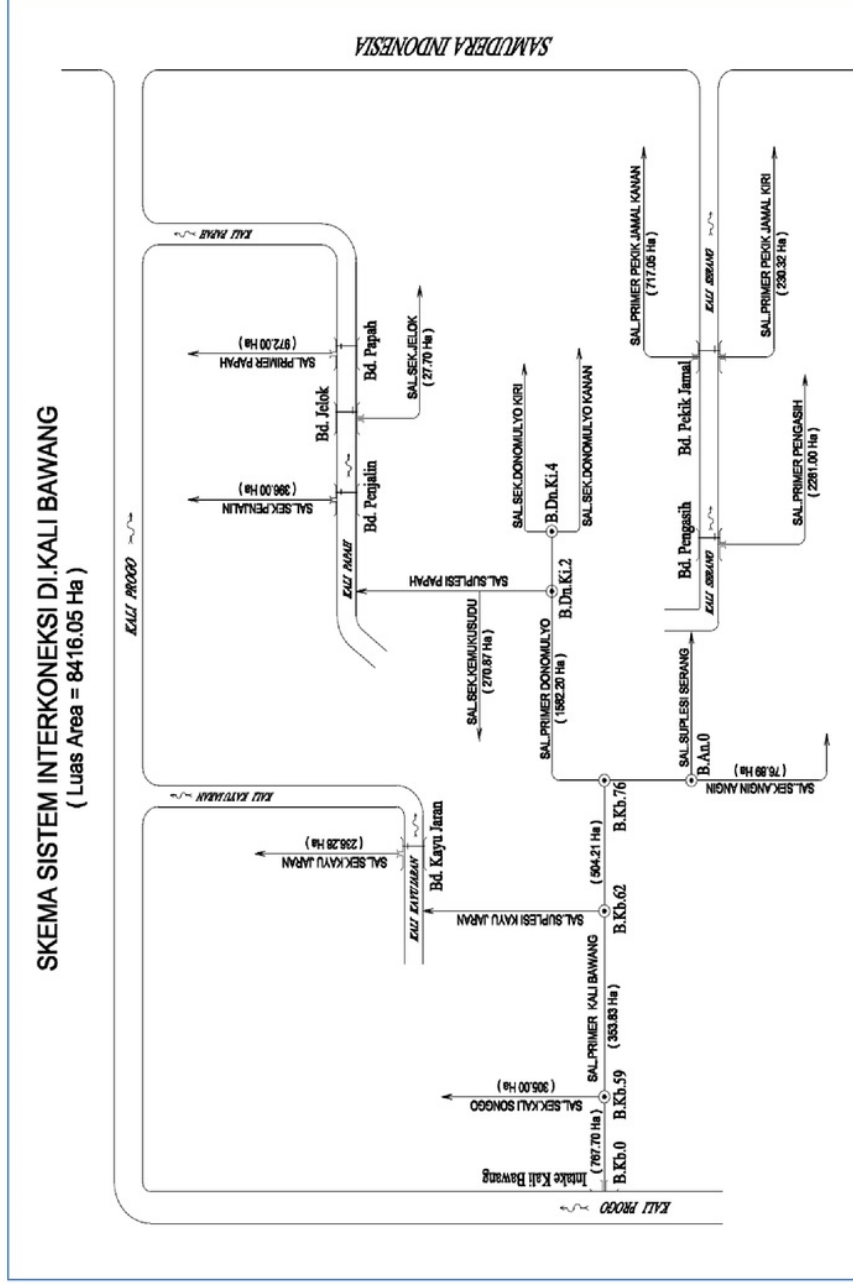 SKEMA SISTEM INTERKONEKSI DI.KALI BAWANG
( Luas Area = 8416.05 Ha )
SAMUDERA INDONESIA
KALI PROGO
KALI PAPAH
SAL.PRIMER PAPAH
( 972.00 Ha )
Bd. Papah
Bd. Jelok
SAL.SEK.JELOK
( 27.70 Ha )
SAL.SEK.PENJALIN
( 396.00 Ha )
Bd. Penjalin
KALI PAPAH
SAL.SUPLESI PAPAH
SAL.SEK.KEMUKUSUDU
( 270.87 Ha )
SAL.SEK.DONOMULYO KIRI
SAL.SEK.DONOMULYO KANAN
B.Dn.Ki.4
B.Dn.Ki.2
SAL.PRIMER DONOMULYO
( 1582.20 Ha )
SAL.PRIMER PEKIK JAMAL KANAN
( 717.05 Ha )
KALI SERANG
SAL.PRIMER PEKIK JAMAL KIRI
( 230.32 Ha )
Bd. Pekik Jamal
Bd. Pengasih
KALI SERANG
SAL.PRIMER PENGASIH
( 2281.00 Ha )
SAL.SUPLESI SERANG
B.An.0
SAL.SEK.ANGIN ANGIN
( 76.89 Ha )
B.Kb.76
( 504.21 Ha )
B.Kb.62
KALI KAYUJARAN
SAL.SEK.KAYU JARAN
( 236.28 Ha )
Bd. Kayu Jaran
KALI KAYUJARAN
SAL.SUPLESI KAYU JARAN
SAL.PRIMER KALI BAWANG
( 353.83 Ha )
SAL.SEK.KALI SONGGO
( 305.00 Ha )
B.Kb.59
( 767.70 Ha )
B.Kb.0
Intake Kali Bawang
KALI PROGO